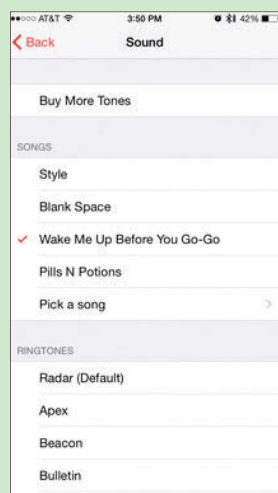 AT&T 3:50 PM 42%
Back Sound
Buy More Tones
SONGS
Style
Blank Space
Wake Me Up Before You Go-Go
Pills N Potions
Pick a song
RINGTONES
Radar (Default)
Apex
Beacon
Bulletin